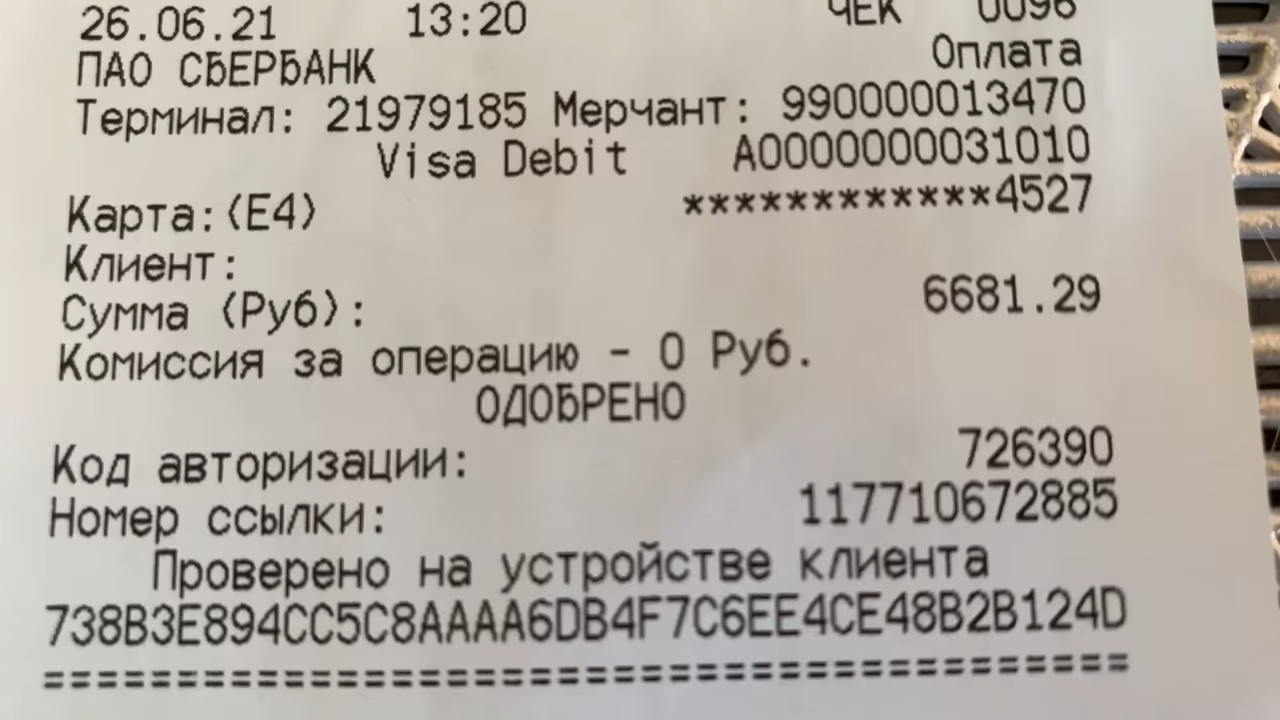 26.06.21 13:20 ЧЕК 0096
ПАО СБЕРБАНК Оплата
Терминал: 21979185 Мерчант: 990000013470
Visa Debit A0000000031010
Карта:(E4) ************4527
Клиент:
Сумма (Руб): 6681.29
Комиссия за операцию - 0 Руб.
ОДОБРЕНО
Код авторизации: 726390
Номер ссылки: 117710672885
Проверено на устройстве клиента
738B3E894CC5C8AAAA6DB4F7C6EE4CE48B2B124D
========================================